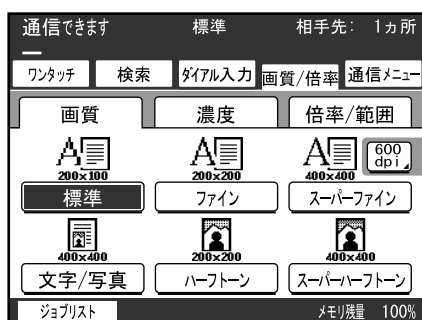 通信できます 標準 相手先: 1ヵ所
ワンタッチ 検索 ダイアル入力 画質/倍率 通信メニュー
画質 濃度 倍率/範囲
A A A 600
dpi
200×100 200×200 400×400
標準 ファイン スーパーファイン
400×400 200×200 400×400
文字/写真 ハーフトーン スーパーハーフトーン
ジョブリスト メモリ残量 100%